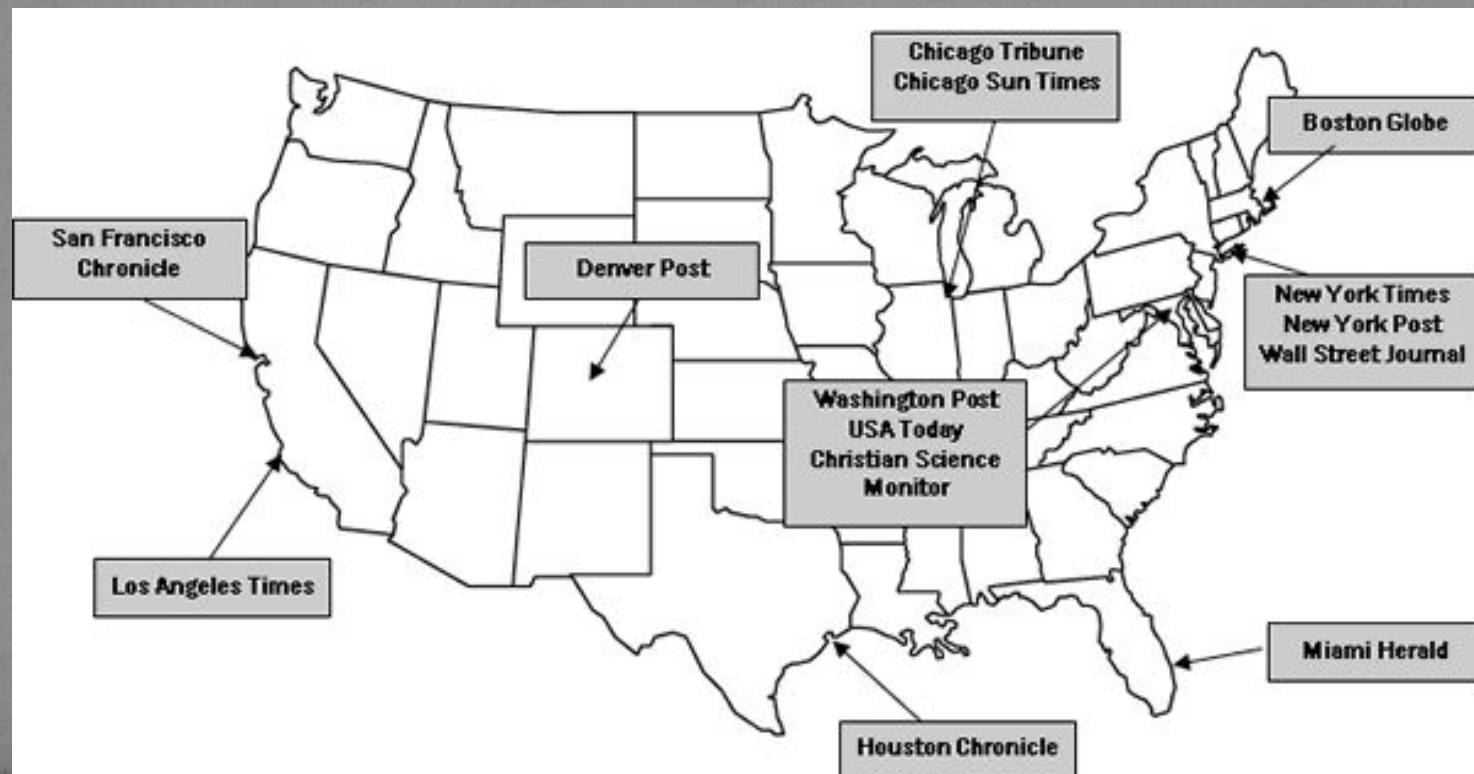 Chicago Tribune
Chicago Sun Times
Boston Globe
San Francisco
Chronicle
Denver Post
New York Times
New York Post
Wall Street Journal
Washington Post
USA Today
Christian Science
Monitor
Los Angeles Times
Miami Herald
Houston Chronicle